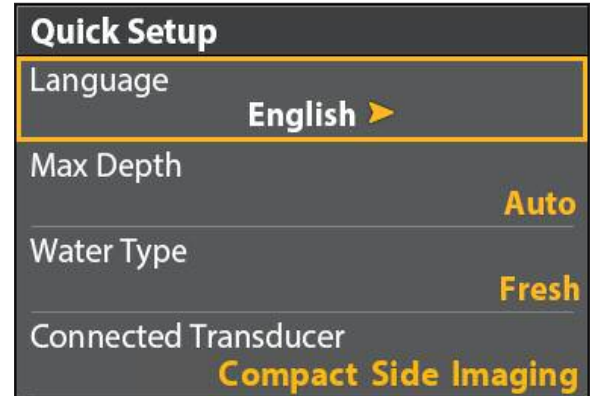 Quick Setup
Language
English
Max Depth
Auto
Water Type
Fresh
Connected Transducer
Compact Side Imaging